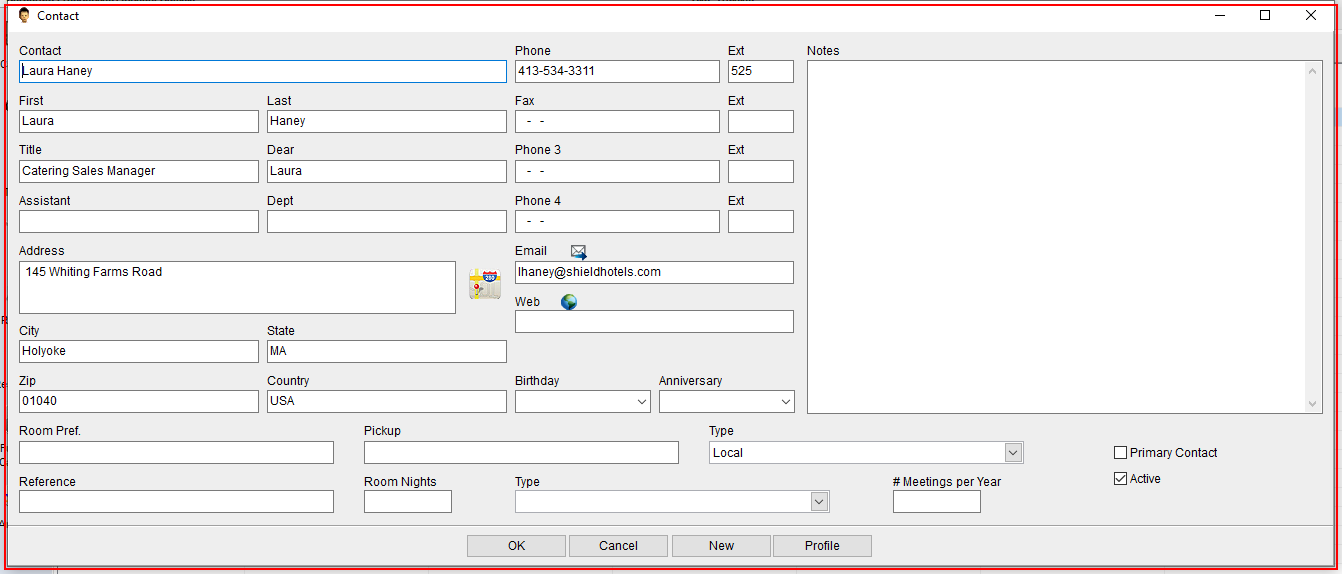 Contact
Contact Phone Ext Notes
Laura Haney 413-534-3311 525
First Last Fax Ext
Laura Haney - -
Title Dear Phone 3 Ext
Catering Sales Manager Laura - -
Assistant Dept Phone 4 Ext
- -
Address Email
145 Whiting Farms Road lhaney@shieldhotels.com
Web
City State
Holyoke MA
Zip Country Birthday Anniversary
01040 USA
Room Pref. Pickup Type
Local Primary Contact
Reference Room Nights Type # Meetings per Year Active
OK Cancel New Profile